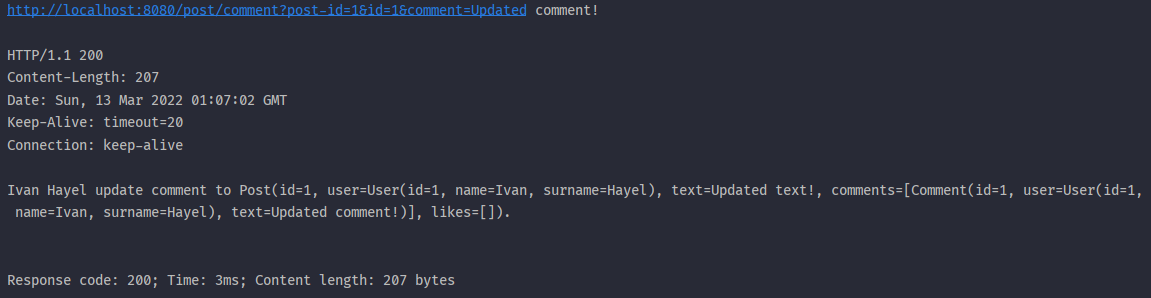 http://localhost:8080/post/comment?post-id=1&id=1&comment=Updated comment!
HTTP/1.1 200
Content-Length: 207
Date: Sun, 13 Mar 2022 01:07:02 GMT
Keep-Alive: timeout=20
Connection: keep-alive
Ivan Hayel update comment to Post(id=1, user=User(id=1, name=Ivan, surname=Hayel), text=Updated text!, comments=[Comment(id=1, user=User(id=1,
name=Ivan, surname=Hayel), text=Updated comment!)], likes=[]).
Response code: 200; Time: 3ms; Content length: 207 bytes